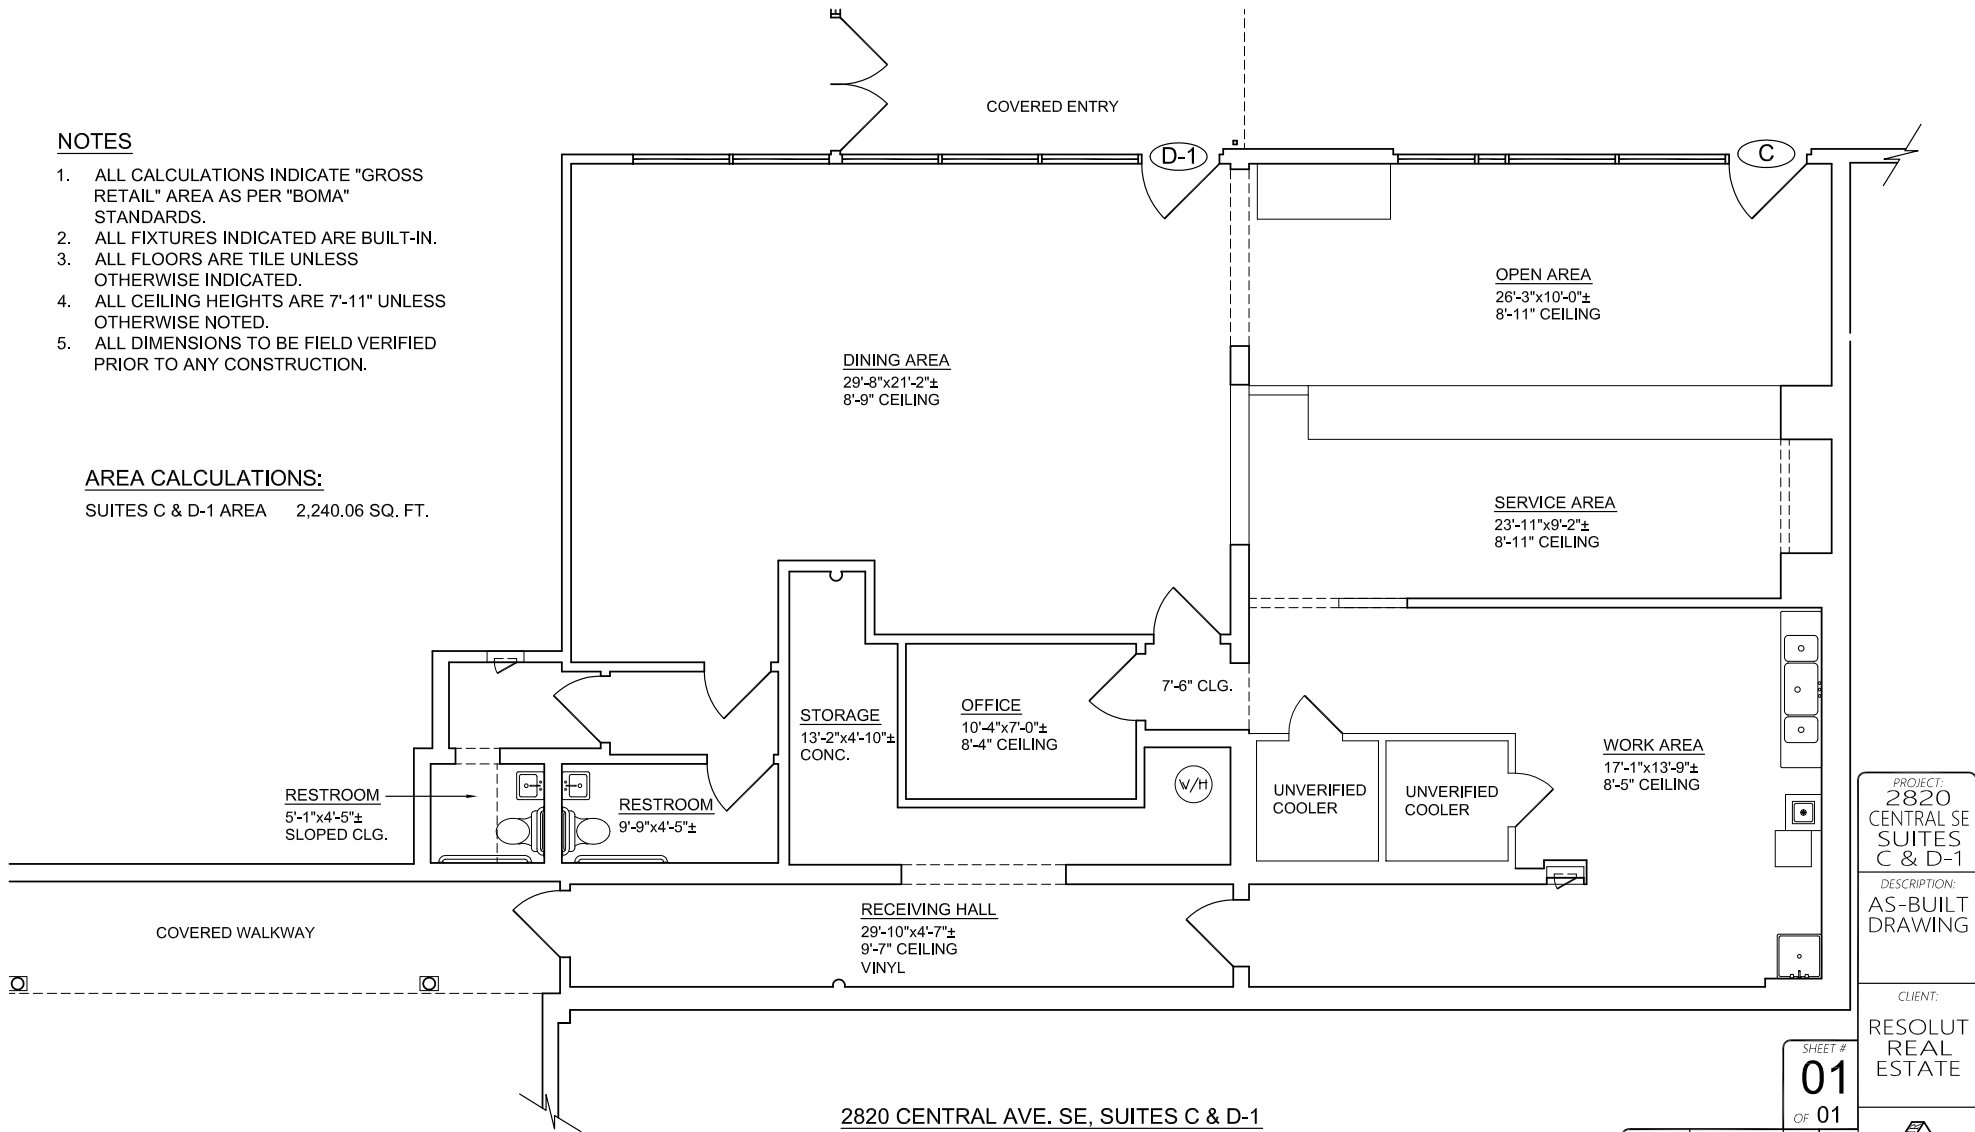 COVERED ENTRY
NOTES
1. ALL CALCULATIONS INDICATE "GROSS
RETAIL" AREA AS PER "BOMA"
STANDARDS.
2. ALL FIXTURES INDICATED ARE BUILT-IN.
3. ALL FLOORS ARE TILE UNLESS
OTHERWISE INDICATED.
4. ALL CEILING HEIGHTS ARE 7'-11" UNLESS
OTHERWISE NOTED.
5. ALL DIMENSIONS TO BE FIELD VERIFIED
PRIOR TO ANY CONSTRUCTION.
AREA CALCULATIONS:
SUITES C & D-1 AREA 2,240.06 SQ. FT.
D-1
C
OPEN AREA
26'-3"x10'-0"±
8'-11" CEILING
DINING AREA
29'-8"x21'-2"±
8'-9" CEILING
SERVICE AREA
23'-11"x9'-2"±
8'-11" CEILING
7'-6" CLG.
STORAGE
13'-2"x4'-10"±
CONC.
OFFICE
10'-4"x7'-0"±
8'-4" CEILING
WORK AREA
17'-1"x13'-9"±
8'-5" CEILING
W/H
UNVERIFIED
COOLER
UNVERIFIED
COOLER
RESTROOM
5'-1"x4'-5"±
SLOPED CLG.
RESTROOM
9'-9"x4'-5"±
COVERED WALKWAY
RECEIVING HALL
29'-10"x4'-7"±
9'-7" CEILING
VINYL
PROJECT:
2820
CENTRAL SE
SUITES
C & D-1
DESCRIPTION:
AS-BUILT
DRAWING
CLIENT:
RESOLUT
REAL
ESTATE
SHEET #
01
OF 01
2820 CENTRAL AVE. SE, SUITES C & D-1